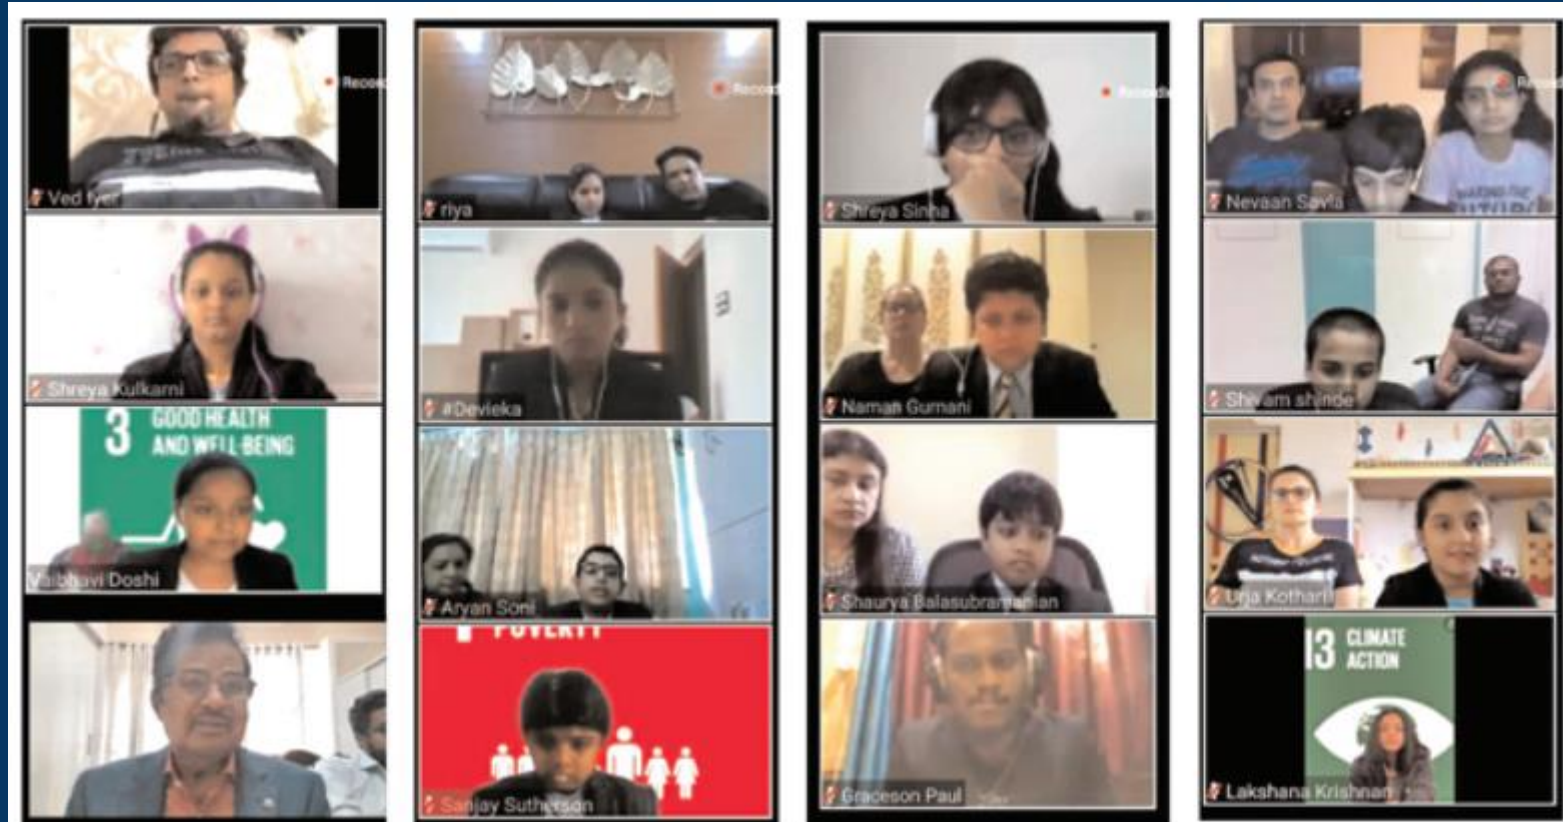 Ved Iyer
Shreya Kulkarni
3 GOOD HEALTH
AND WELL-BEING
Vaibhavi Doshi
riya
#Devieka
Aryan Soni
POVERTY
Sanjay Sutherson
Shreya Sinha
Naman Gurnani
Shaurya Balasubramanian
Graceson Paul
Nevaan Savla
Shivam shinde
Urja Kothari
13 CLIMATE
ACTION
Lakshana Krishnan